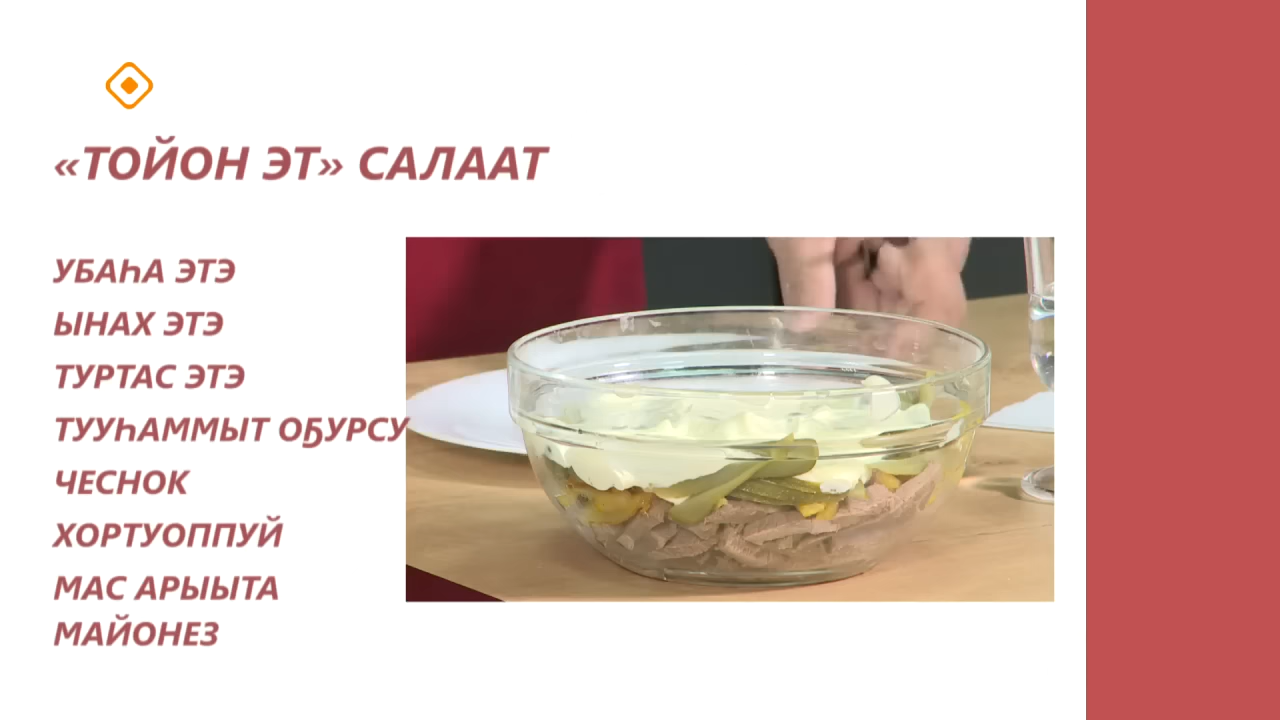 «ТОЙОН ЭТ» САЛААТ
УБАҺА ЭТЭ
ЫНАХ ЭТЭ
ТУРТАС ЭТЭ
ТУУҺАММЫТ ОҔУРСУ
ЧЕСНОК
ХОРТУОППУЙ
МАС АРЫЫТА
МАЙОНЕЗ